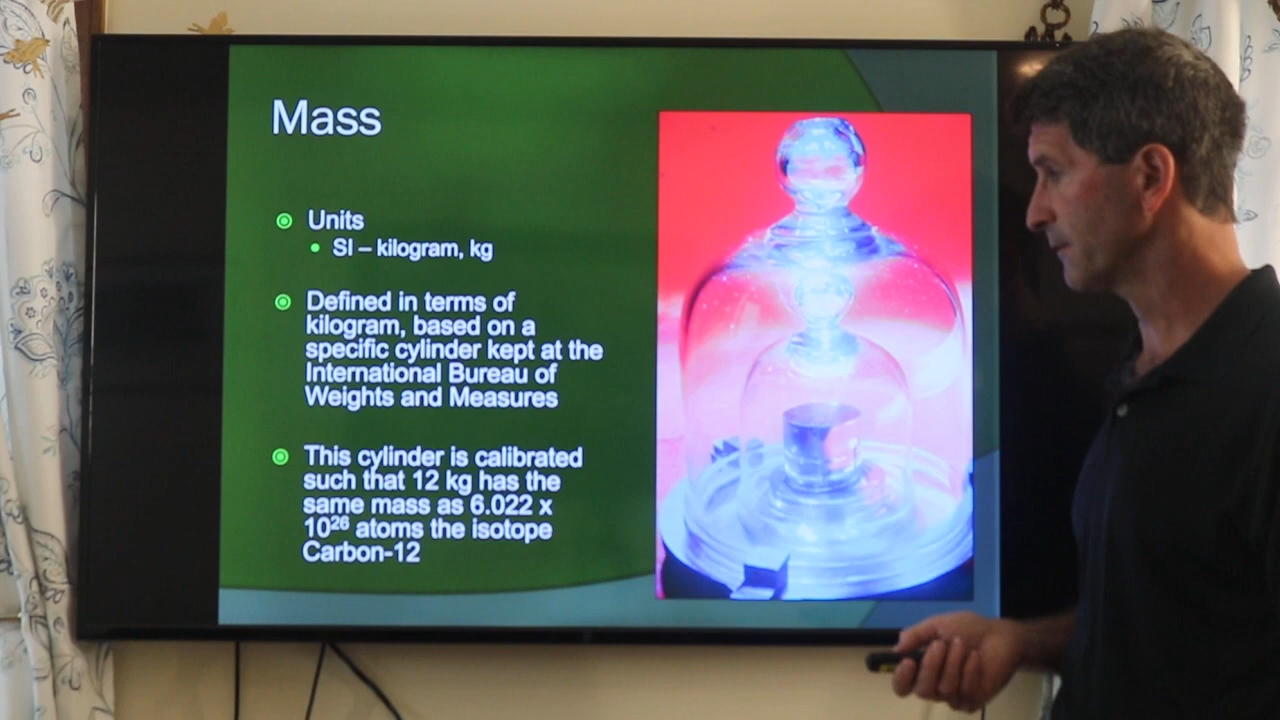 Mass
Units
SI – kilogram, kg
Defined in terms of
kilogram, based on a
specific cylinder kept at the
International Bureau of
Weights and Measures
This cylinder is calibrated
such that 12 kg has the
same mass as 6.022 x
10²⁶ atoms the isotope
Carbon-12